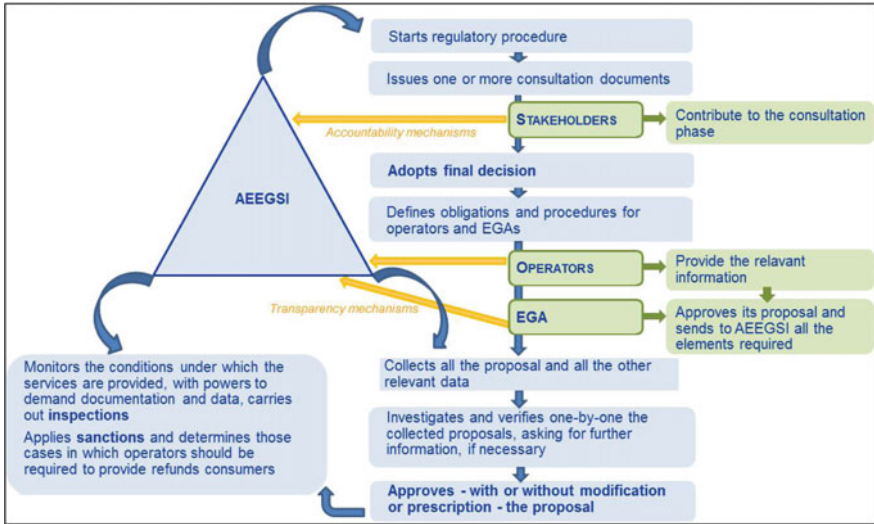 Starts regulatory procedure
Issues one or more consultation documents
STAKEHOLDERS
Contribute to the consultation
phase
Accountability mechanisms
Adopts final decision
AEEGSI
Defines obligations and procedures for
operators and EGAs
OPERATORS
Provide the relevant
information
Transparency mechanisms
EGA
Approves its proposal and
sends to AEEGSI all the
elements required
Collects all the proposal and all the other
relevant data
Monitors the conditions under which the
services are provided, with powers to
demand documentation and data, carries
out inspections
Applies sanctions and determines those
cases in which operators should be
required to provide refunds consumers
Investigates and verifies one-by-one the
collected proposals, asking for further
information, if necessary
Approves - with or without modification
or prescription - the proposal